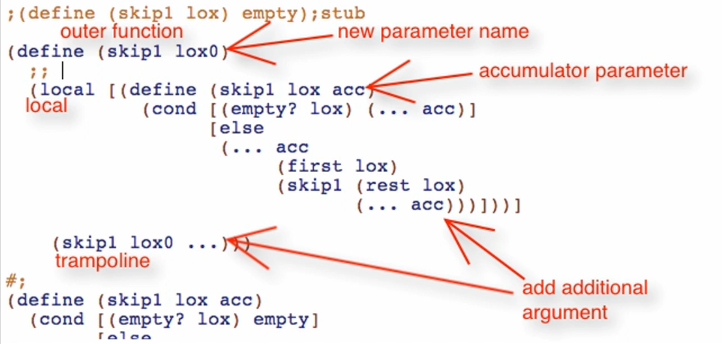 ;(define (skip1 lox) empty);stub
outer function
new parameter name
(define (skip1 lox0)
;;
accumulator parameter
(local [(define (skip1 lox acc)
local
(cond [(empty? lox) (... acc)]
[else
(... acc
(first lox)
(skip1 (rest lox)
(... acc)))]))]
(skip1 lox0 ...)))
trampoline
add additional
argument
#;
(define (skip1 lox acc)
(cond [(empty? lox) empty]
[else